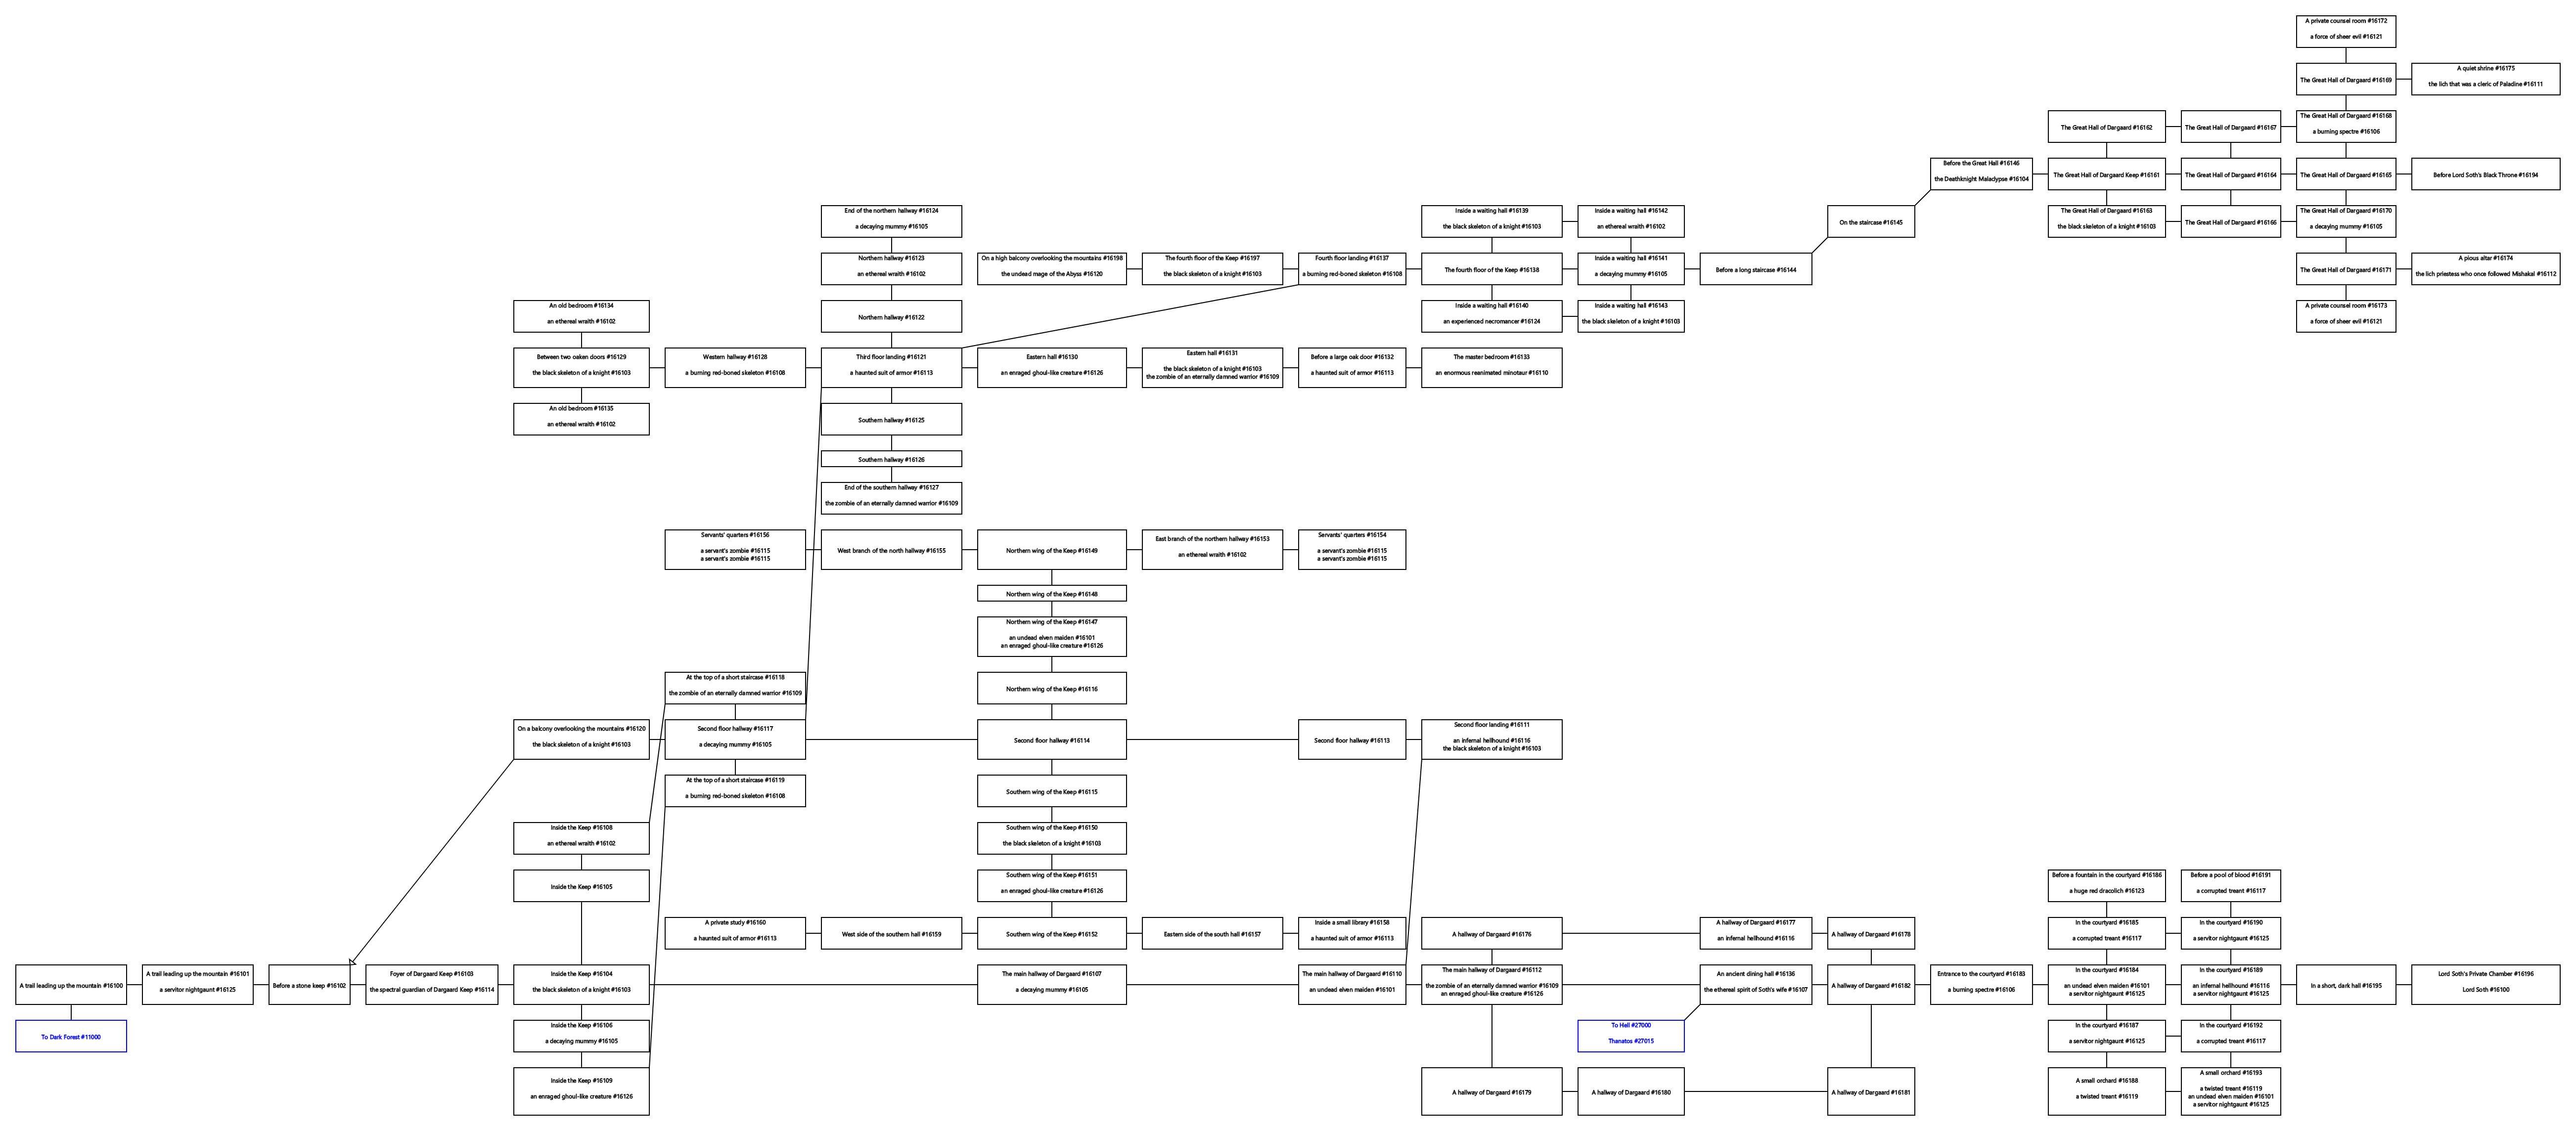 A private counsel room #16172
a force of sheer evil #16121
The Great Hall of Dargaard #16169
A quiet shrine #16175
the lich that was a cleric of Paladine #16111
The Great Hall of Dargaard #16162
The Great Hall of Dargaard #16167
The Great Hall of Dargaard #16168
a burning spectre #16106
Before the Great Hall #16146
the Deathknight Maladypse #16104
The Great Hall of Dargaard Keep #16161
The Great Hall of Dargaard #16164
The Great Hall of Dargaard #16165
Before Lord Soth's Black Throne #16194
End of the northern hallway #16124
a decaying mummy #16105
Inside a waiting hall #16139
the black skeleton of a knight #16103
Inside a waiting hall #16142
an ethereal wraith #16102
On the staircase #16145
The Great Hall of Dargaard #16163
the black skeleton of a knight #16103
The Great Hall of Dargaard #16166
The Great Hall of Dargaard #16170
a decaying mummy #16105
Northern hallway #16123
an ethereal wraith #16102
On a high balcony overlooking the mountains #16198
the undead mage of the Abyss #16120
The fourth floor of the Keep #16197
the black skeleton of a knight #16103
Fourth floor landing #16137
a burning red-boned skeleton #16108
The fourth floor of the Keep #16138
Inside a waiting hall #16141
a decaying mummy #16105
Before a long staircase #16144
The Great Hall of Dargaard #16171
A pious altar #16174
the lich priestess who once followed Mishakal #16112
An old bedroom #16134
an ethereal wraith #16102
Northern hallway #16122
Inside a waiting hall #16140
an experienced necromancer #16124
Inside a waiting hall #16143
the black skeleton of a knight #16103
A private counsel room #16173
a force of sheer evil #16121
Between two oaken doors #16129
the black skeleton of a knight #16103
Western hallway #16128
a burning red-boned skeleton #16108
Third floor landing #16121
a haunted suit of armor #16113
Eastern hall #16130
an enraged ghoul-like creature #16126
Eastern hall #16131
the black skeleton of a knight #16103
the zombie of an eternally damned warrior #16109
Before a large oak door #16132
a haunted suit of armor #16113
The master bedroom #16133
an enormous reanimated minotaur #16110
An old bedroom #16135
an ethereal wraith #16102
Southern hallway #16125
Southern hallway #16126
End of the southern hallway #16127
the zombie of an eternally damned warrior #16109
Servants' quarters #16156
a servant's zombie #16115
a servant's zombie #16115
West branch of the north hallway #16155
Northern wing of the Keep #16149
East branch of the northern hallway #16153
an ethereal wraith #16102
Servants' quarters #16154
a servant's zombie #16115
a servant's zombie #16115
Northern wing of the Keep #16148
Northern wing of the Keep #16147
an undead elven maiden #16101
an enraged ghoul-like creature #16126
At the top of a short staircase #16118
the zombie of an eternally damned warrior #16109
Northern wing of the Keep #16116
On a balcony overlooking the mountains #16120
the black skeleton of a knight #16103
Second floor hallway #16117
a decaying mummy #16105
Second floor hallway #16114
Second floor hallway #16113
Second floor landing #16111
an infernal hellhound #16116
the black skeleton of a knight #16103
At the top of a short staircase #16119
a burning red-boned skeleton #16108
Southern wing of the Keep #16115
Inside the Keep #16108
an ethereal wraith #16102
Southern wing of the Keep #16150
the black skeleton of a knight #16103
Inside the Keep #16105
Southern wing of the Keep #16151
an enraged ghoul-like creature #16126
Before a fountain in the courtyard #16186
a huge red dracolich #16123
Before a pool of blood #16191
a corrupted treant #16117
A private study #16160
a haunted suit of armor #16113
West side of the southern hall #16159
Southern wing of the Keep #16152
Eastern side of the south hall #16157
Inside a small library #16158
a haunted suit of armor #16113
A hallway of Dargaard #16176
A hallway of Dargaard #16177
an infernal hellhound #16116
A hallway of Dargaard #16178
In the courtyard #16185
a corrupted treant #16117
In the courtyard #16190
a servitor nightgaunt #16125
A trail leading up the mountain #16100
A trail leading up the mountain #16101
a servitor nightgaunt #16125
Before a stone keep #16102
Foyer of Dargaard Keep #16103
the spectral guardian of Dargaard Keep #16114
Inside the Keep #16104
the black skeleton of a knight #16103
The main hallway of Dargaard #16107
a decaying mummy #16105
The main hallway of Dargaard #16110
an undead elven maiden #16101
The main hallway of Dargaard #16112
the zombie of an eternally damned warrior #16109
an enraged ghoul-like creature #16126
An ancient dining hall #16136
the ethereal spirit of Soth's wife #16107
A hallway of Dargaard #16182
Entrance to the courtyard #16183
a burning spectre #16106
In the courtyard #16184
an undead elven maiden #16101
a servitor nightgaunt #16125
In the courtyard #16189
an infernal hellhound #16116
a servitor nightgaunt #16125
In a short, dark hall #16195
Lord Soth's Private Chamber #16196
Lord Soth #16100
To Dark Forest #11000
Inside the Keep #16106
a decaying mummy #16105
To Hell #27000
Thanatos #27015
In the courtyard #16187
a servitor nightgaunt #16125
In the courtyard #16192
a corrupted treant #16117
Inside the Keep #16109
an enraged ghoul-like creature #16126
A hallway of Dargaard #16179
A hallway of Dargaard #16180
A hallway of Dargaard #16181
A small orchard #16188
a twisted treant #16119
A small orchard #16193
a twisted treant #16119
an undead elven maiden #16101
a servitor nightgaunt #16125